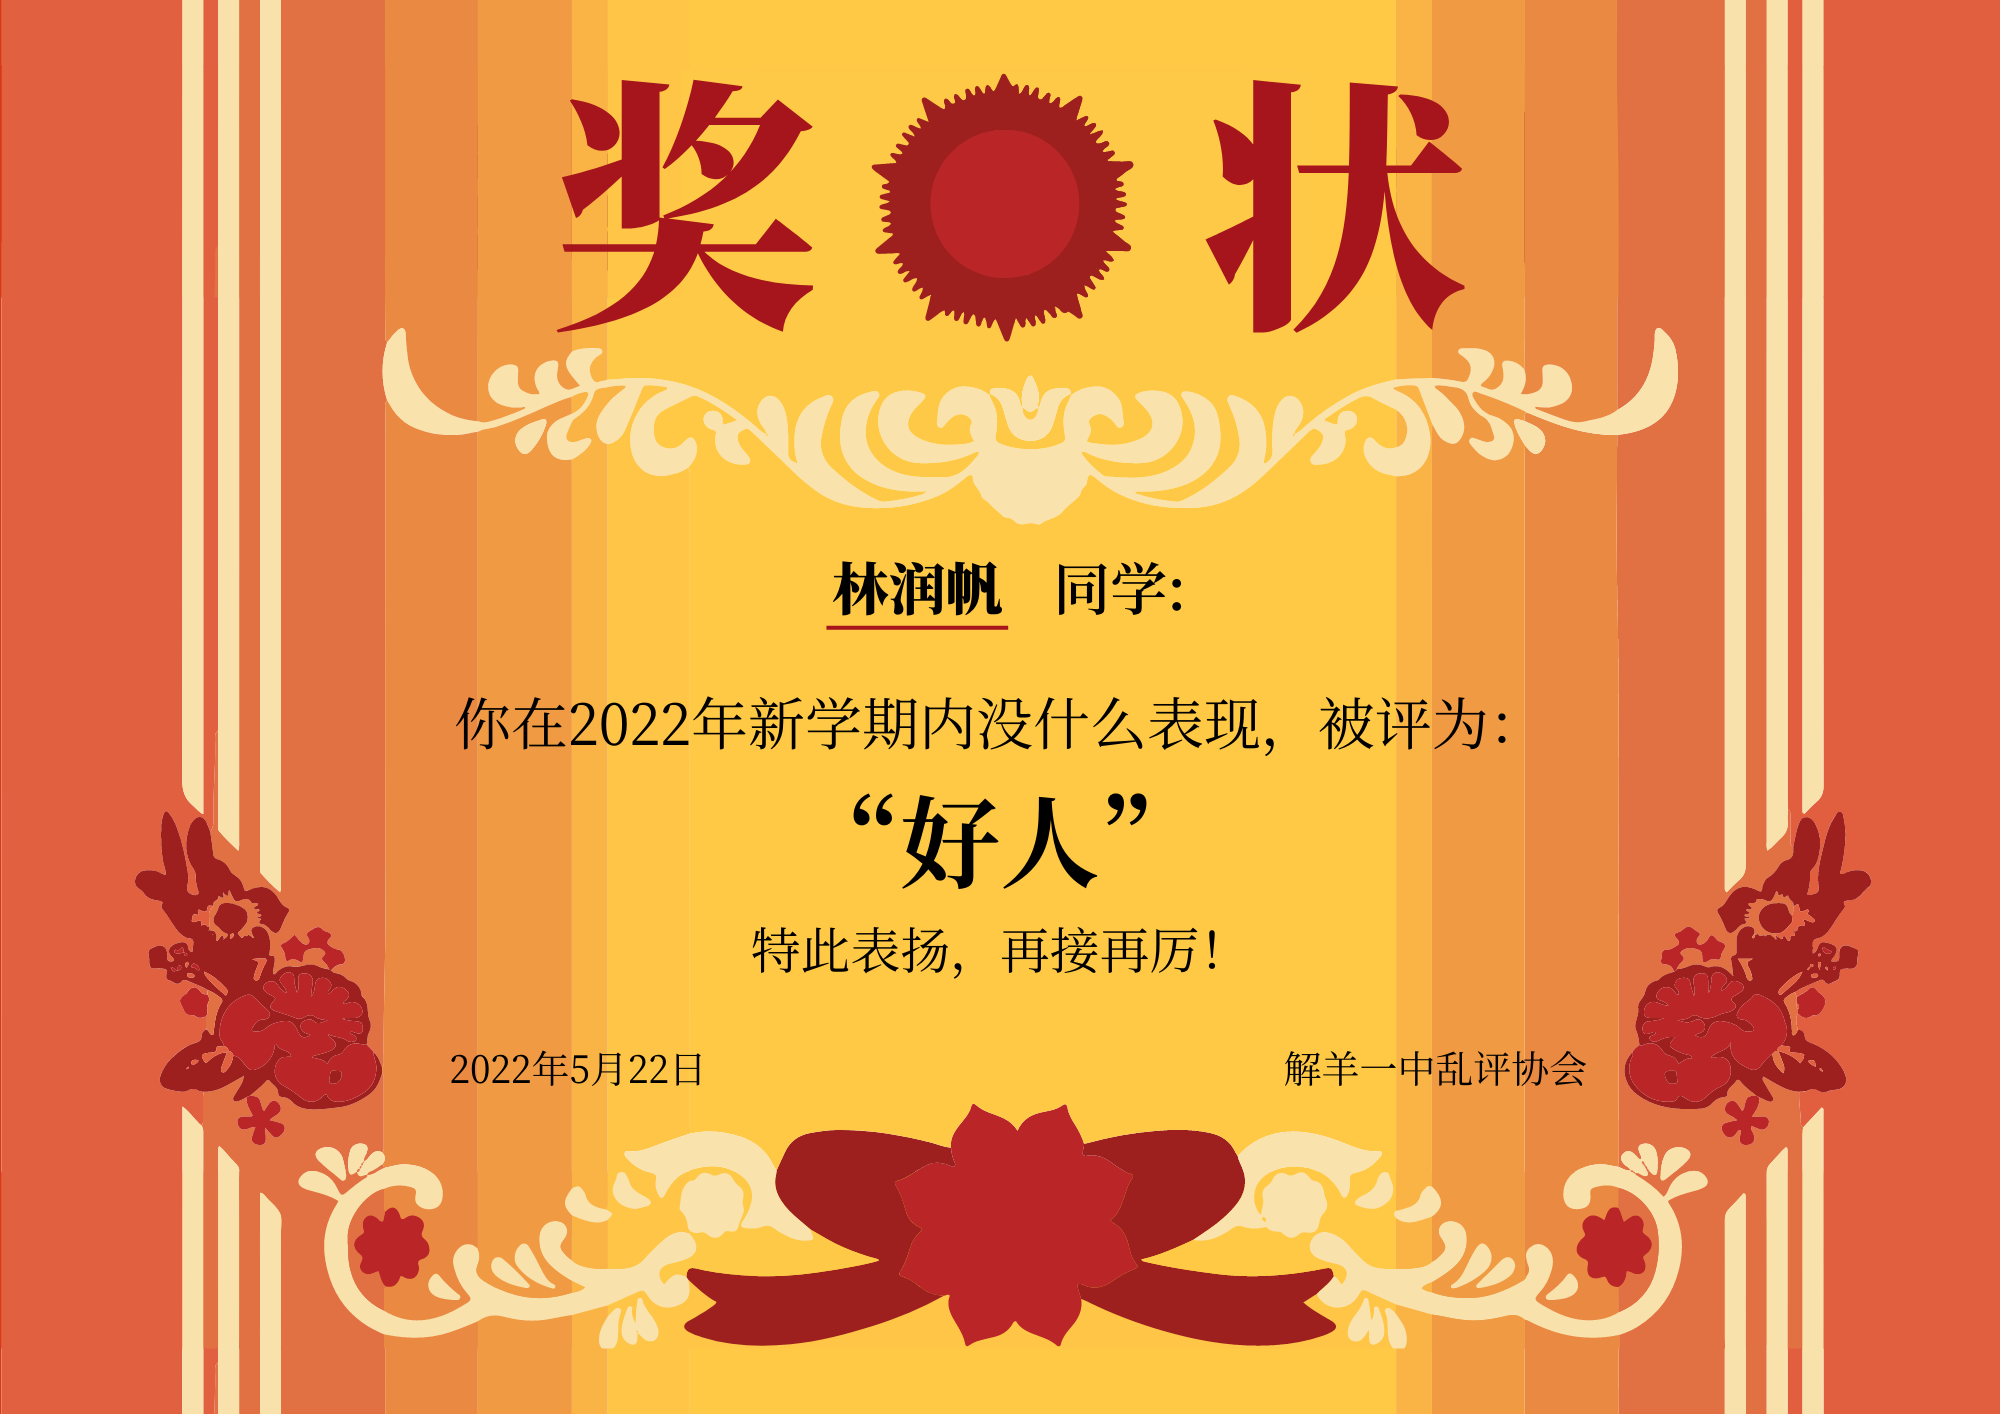 奖状
林润帆 同学:
你在2022年新学期内没什么表现，被评为：
“好人”
特此表扬，再接再厉！
2022年5月22日 解羊一中乱评协会